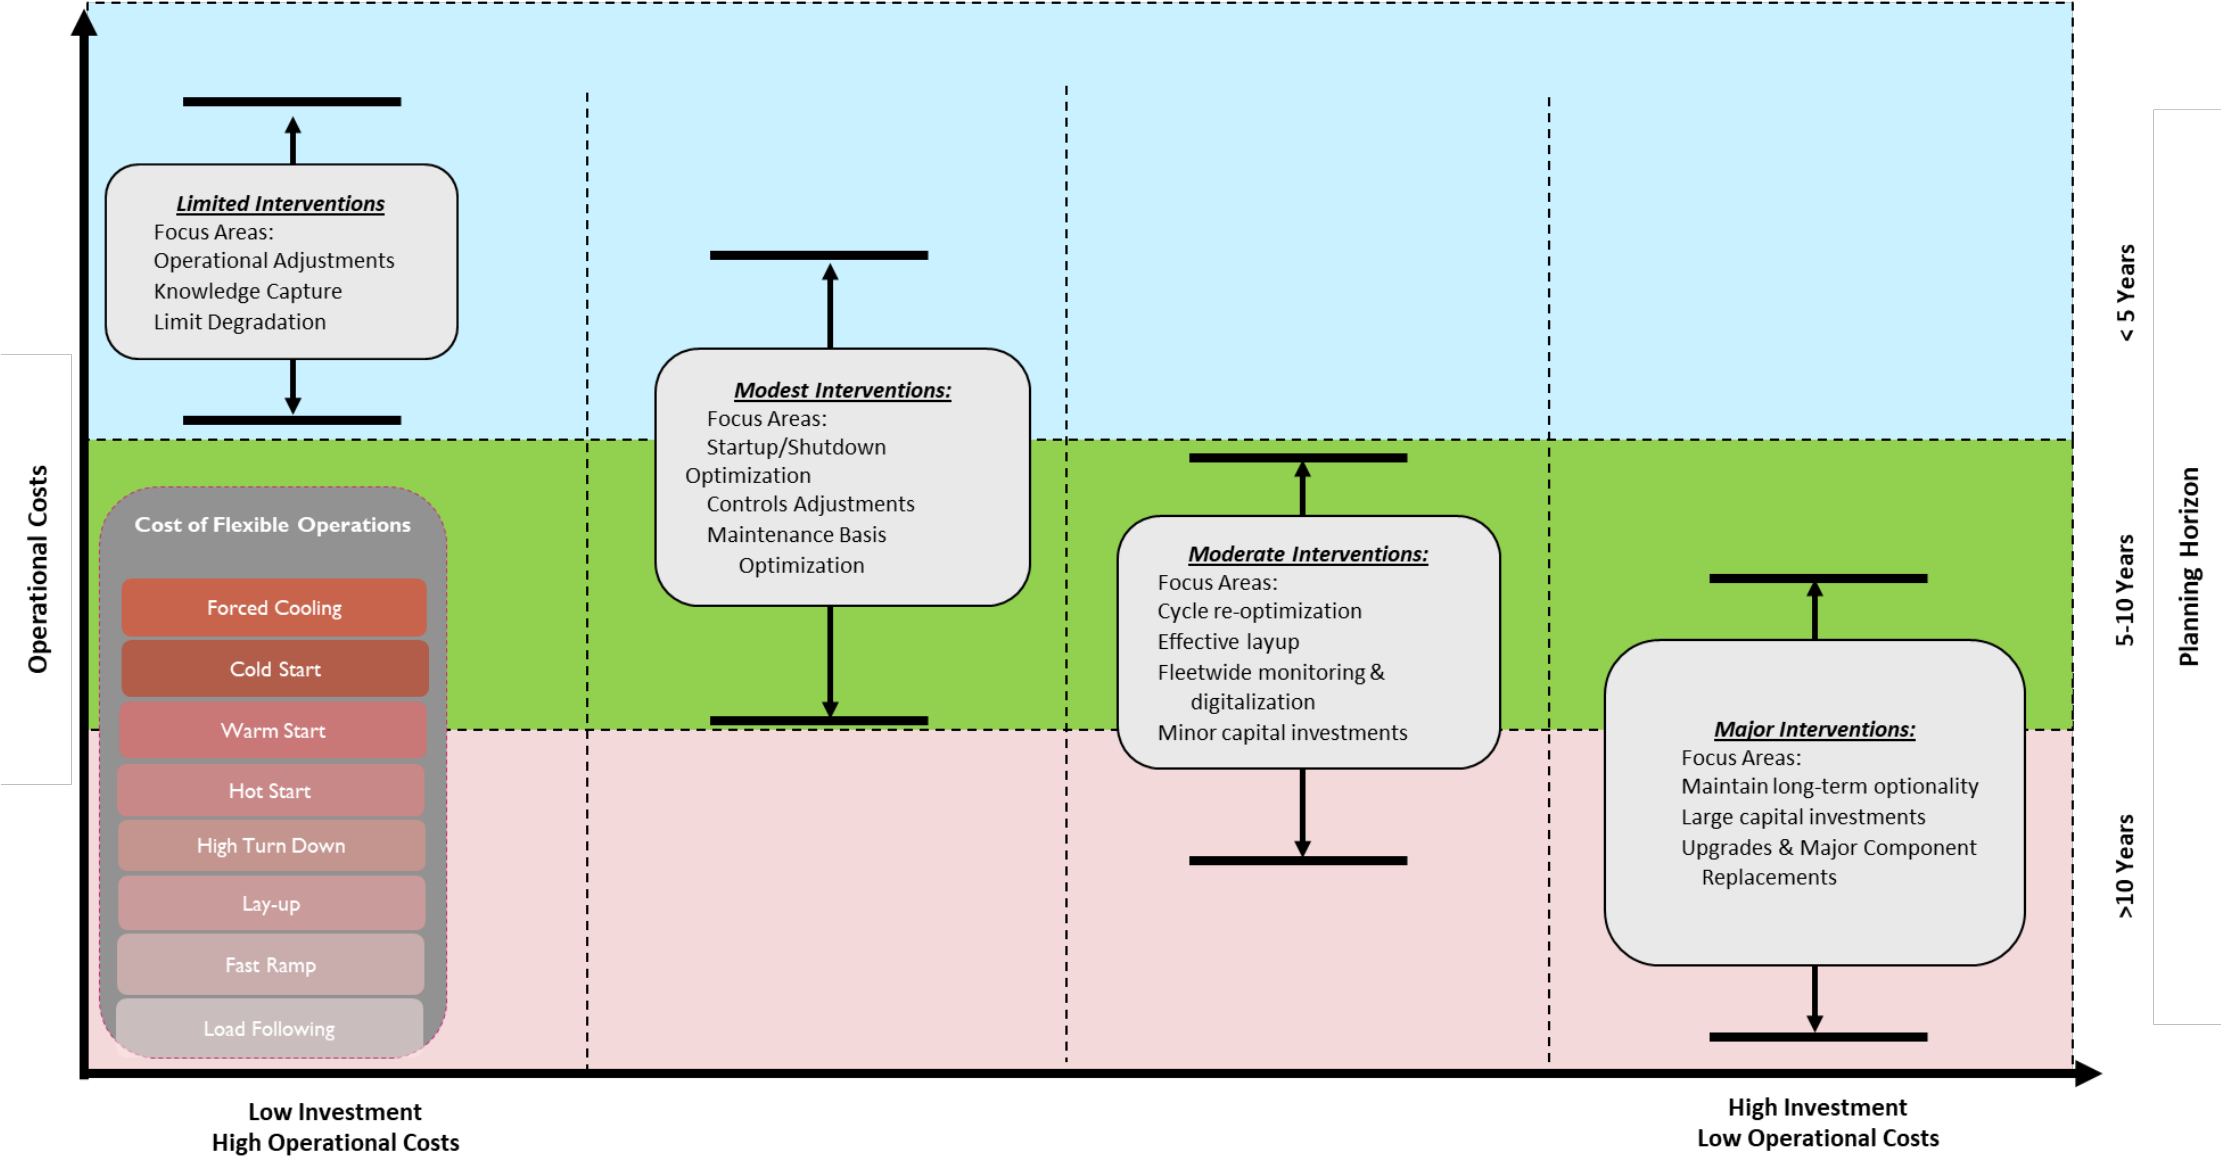 Limited Interventions
Focus Areas:
Operational Adjustments
Knowledge Capture
Limit Degradation
Modest Interventions:
Focus Areas:
Startup/Shutdown
Optimization
Controls Adjustments
Maintenance Basis
Optimization
Moderate Interventions:
Focus Areas:
Cycle re-optimization
Effective layup
Fleetwide monitoring &
digitalization
Minor capital investments
Major Interventions:
Focus Areas:
Maintain long-term optionality
Large capital investments
Upgrades & Major Component
Replacements
Operational Costs
Cost of Flexible Operations
Forced Cooling
Cold Start
Warm Start
Hot Start
High Turn Down
Lay-up
Fast Ramp
Load Following
< 5 Years
5-10 Years
>10 Years
Planning Horizon
Low Investment
High Operational Costs
High Investment
Low Operational Costs